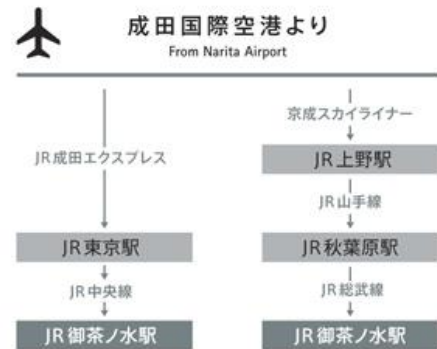 成田国際空港より
From Narita Airport
JR成田エクスプレス
JR東京駅
JR中央線
JR御茶ノ水駅
京成スカイライナー
JR上野駅
JR山手線
JR秋葉原駅
JR総武線
JR御茶ノ水駅